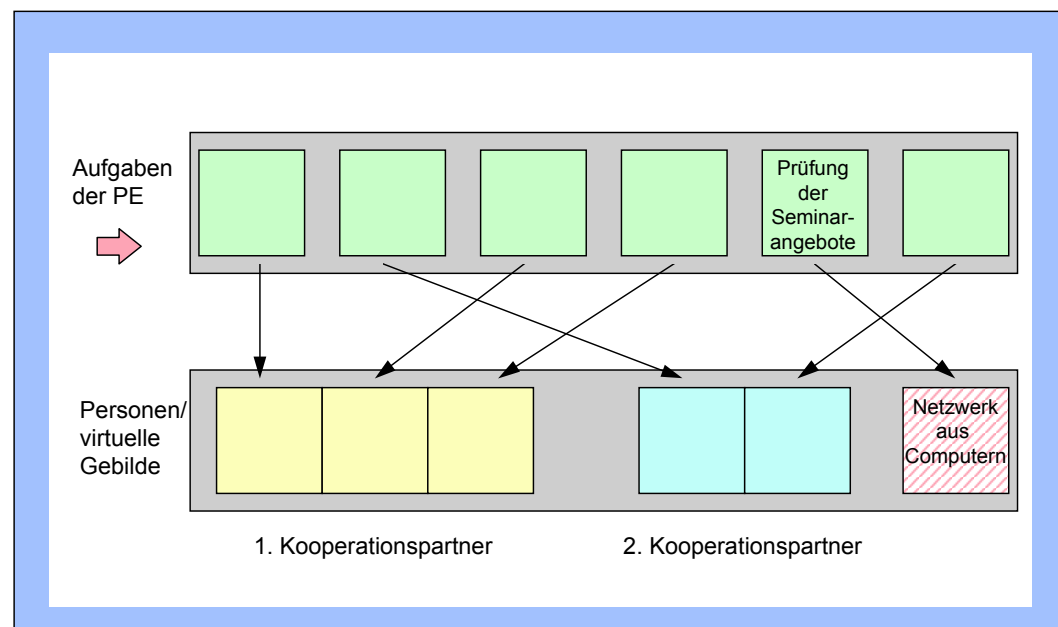 Aufgaben
der PE
Prüfung
der
Seminar-
angebote
Personen/
virtuelle
Gebilde
Netzwerk
aus
Computern
1. Kooperationspartner
2. Kooperationspartner